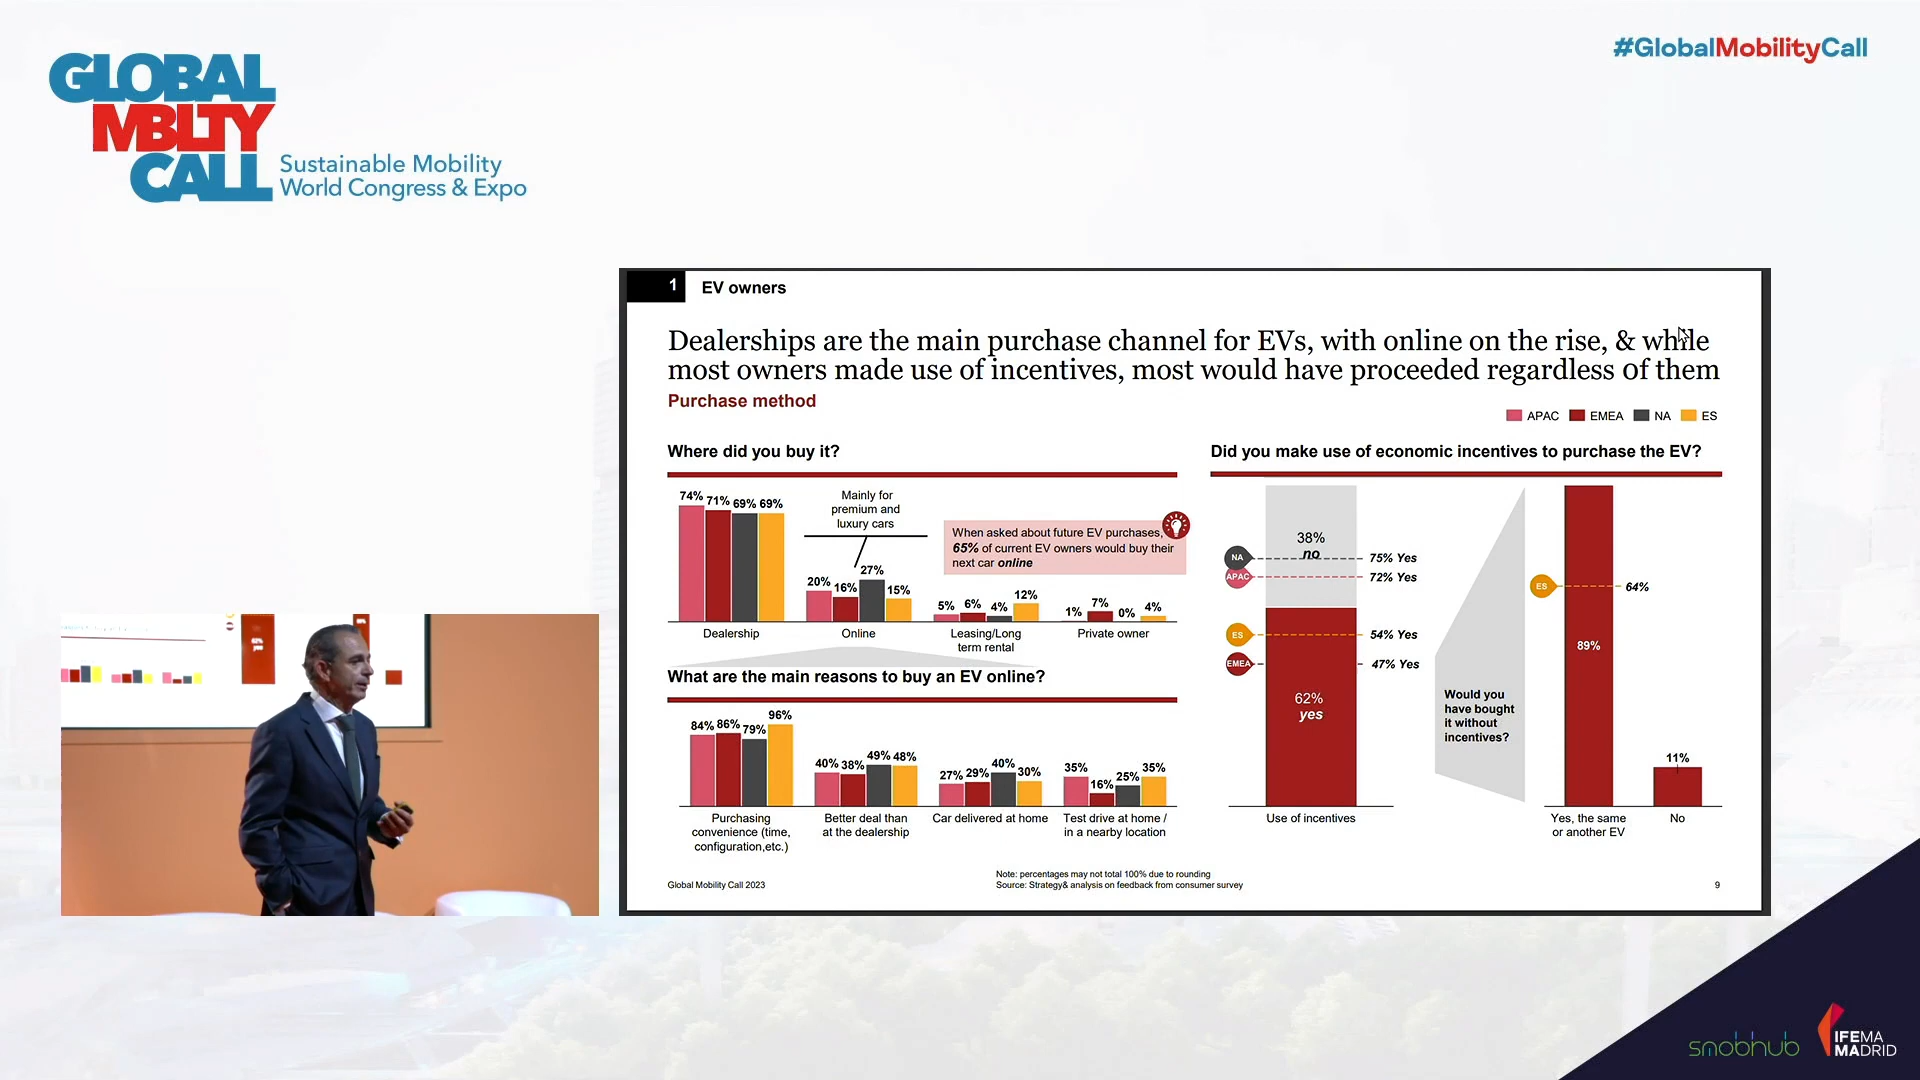 GLOBAL
MBLTY
CALL
Sustainable Mobility
World Congress & Expo
#GlobalMobilityCall
1
EV owners
Dealerships are the main purchase channel for EVs, with online on the rise, & while
most owners made use of incentives, most would have proceeded regardless of them
Purchase method
APAC EMEA NA ES
Where did you buy it?
74% 71% 69% 69%
Mainly for
premium and
luxury cars
When asked about future EV purchases,
65% of current EV owners would buy their
next car online
20% 16% 27% 15%
5% 6% 4% 12%
1% 7% 0% 4%
Dealership
Online
Leasing/Long
term rental
Private owner
What are the main reasons to buy an EV online?
84% 86% 79% 96%
40% 38% 49% 48%
27% 29% 40% 30%
35% 16% 25% 35%
Purchasing
convenience (time,
configuration,etc.)
Better deal than
at the dealership
Car delivered at home
Test drive at home /
in a nearby location
Did you make use of economic incentives to purchase the EV?
38%
no
NA 75% Yes
APAC 72% Yes
ES 54% Yes
EMEA 47% Yes
62%
yes
Use of incentives
Would you
have bought
it without
incentives?
ES 64%
89%
11%
Yes, the same
or another EV
No
Note: percentages may not total 100% due to rounding
Source: Strategy& analysis on feedback from consumer survey
Global Mobility Call 2023
9
smobhub
IFEMA
MADRID